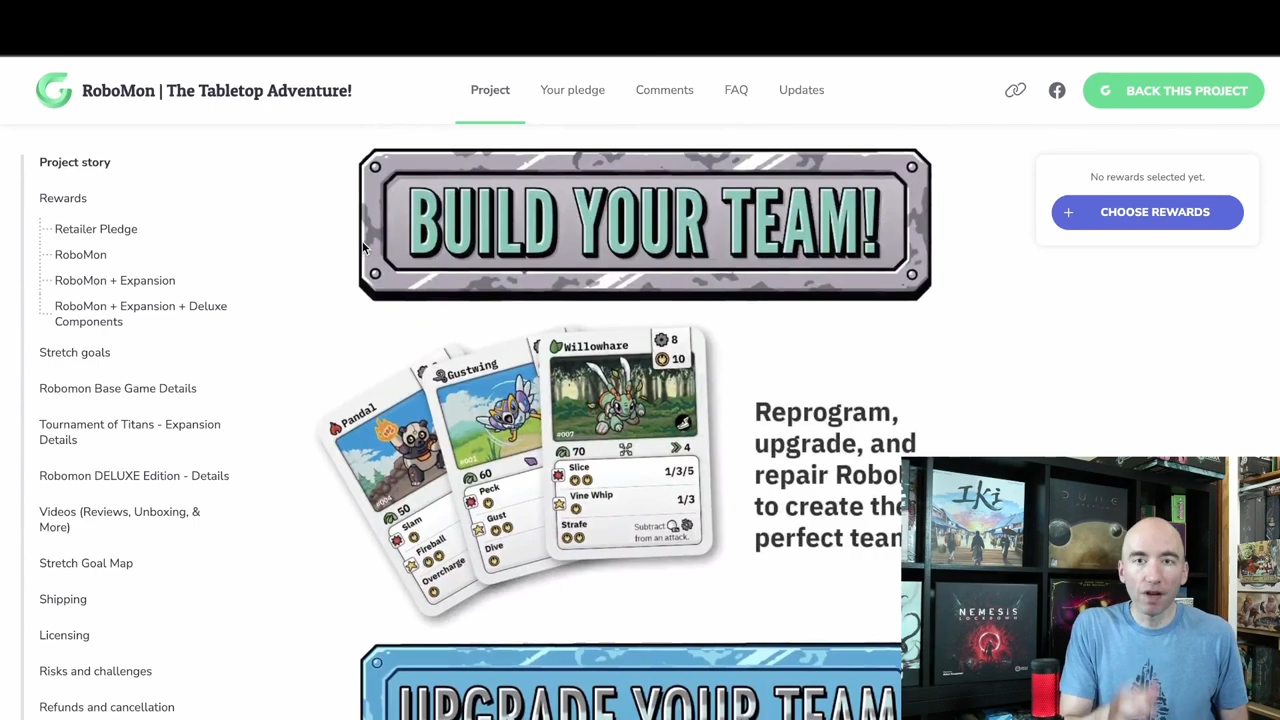 RoboMon | The Tabletop Adventure!
Project
Your pledge
Comments
FAQ
Updates
BACK THIS PROJECT
Project story
Rewards
Retailer Pledge
RoboMon
RoboMon + Expansion
RoboMon + Expansion + Deluxe
Components
Stretch goals
Robomon Base Game Details
Tournament of Titans - Expansion
Details
Robomon DELUXE Edition - Details
Videos (Reviews, Unboxing, &
More)
Stretch Goal Map
Shipping
Licensing
Risks and challenges
Refunds and cancellation
BUILD YOUR TEAM!
No rewards selected yet.
+ CHOOSE REWARDS
Pandal
#004
50
Slam
Fireball
Overcharge
Gustwing
#001
60
Peck
Gust
Dive
Willowhare
8
10
#007
70
4
Slice
1/3/5
Vine Whip
1/3
Strafe
Subtract
from an attack.
Reprogram,
upgrade, and
repair Robo
to create the
perfect team
UPGRADE YOUR TEAM
IKI
DUNE
NEMESIS
LOCKDOWN